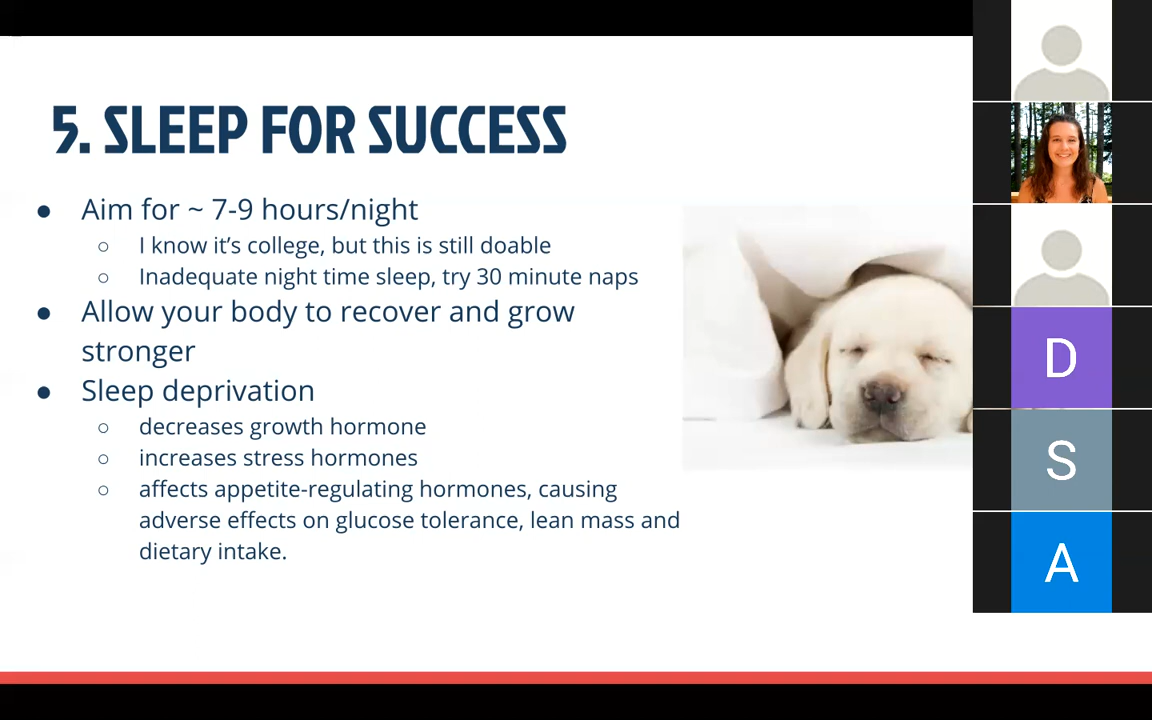 5. SLEEP FOR SUCCESS
● Aim for ~ 7-9 hours/night
○ I know it’s college, but this is still doable
○ Inadequate night time sleep, try 30 minute naps
● Allow your body to recover and grow
stronger
● Sleep deprivation
○ decreases growth hormone
○ increases stress hormones
○ affects appetite-regulating hormones, causing
adverse effects on glucose tolerance, lean mass and
dietary intake.
D
S
A